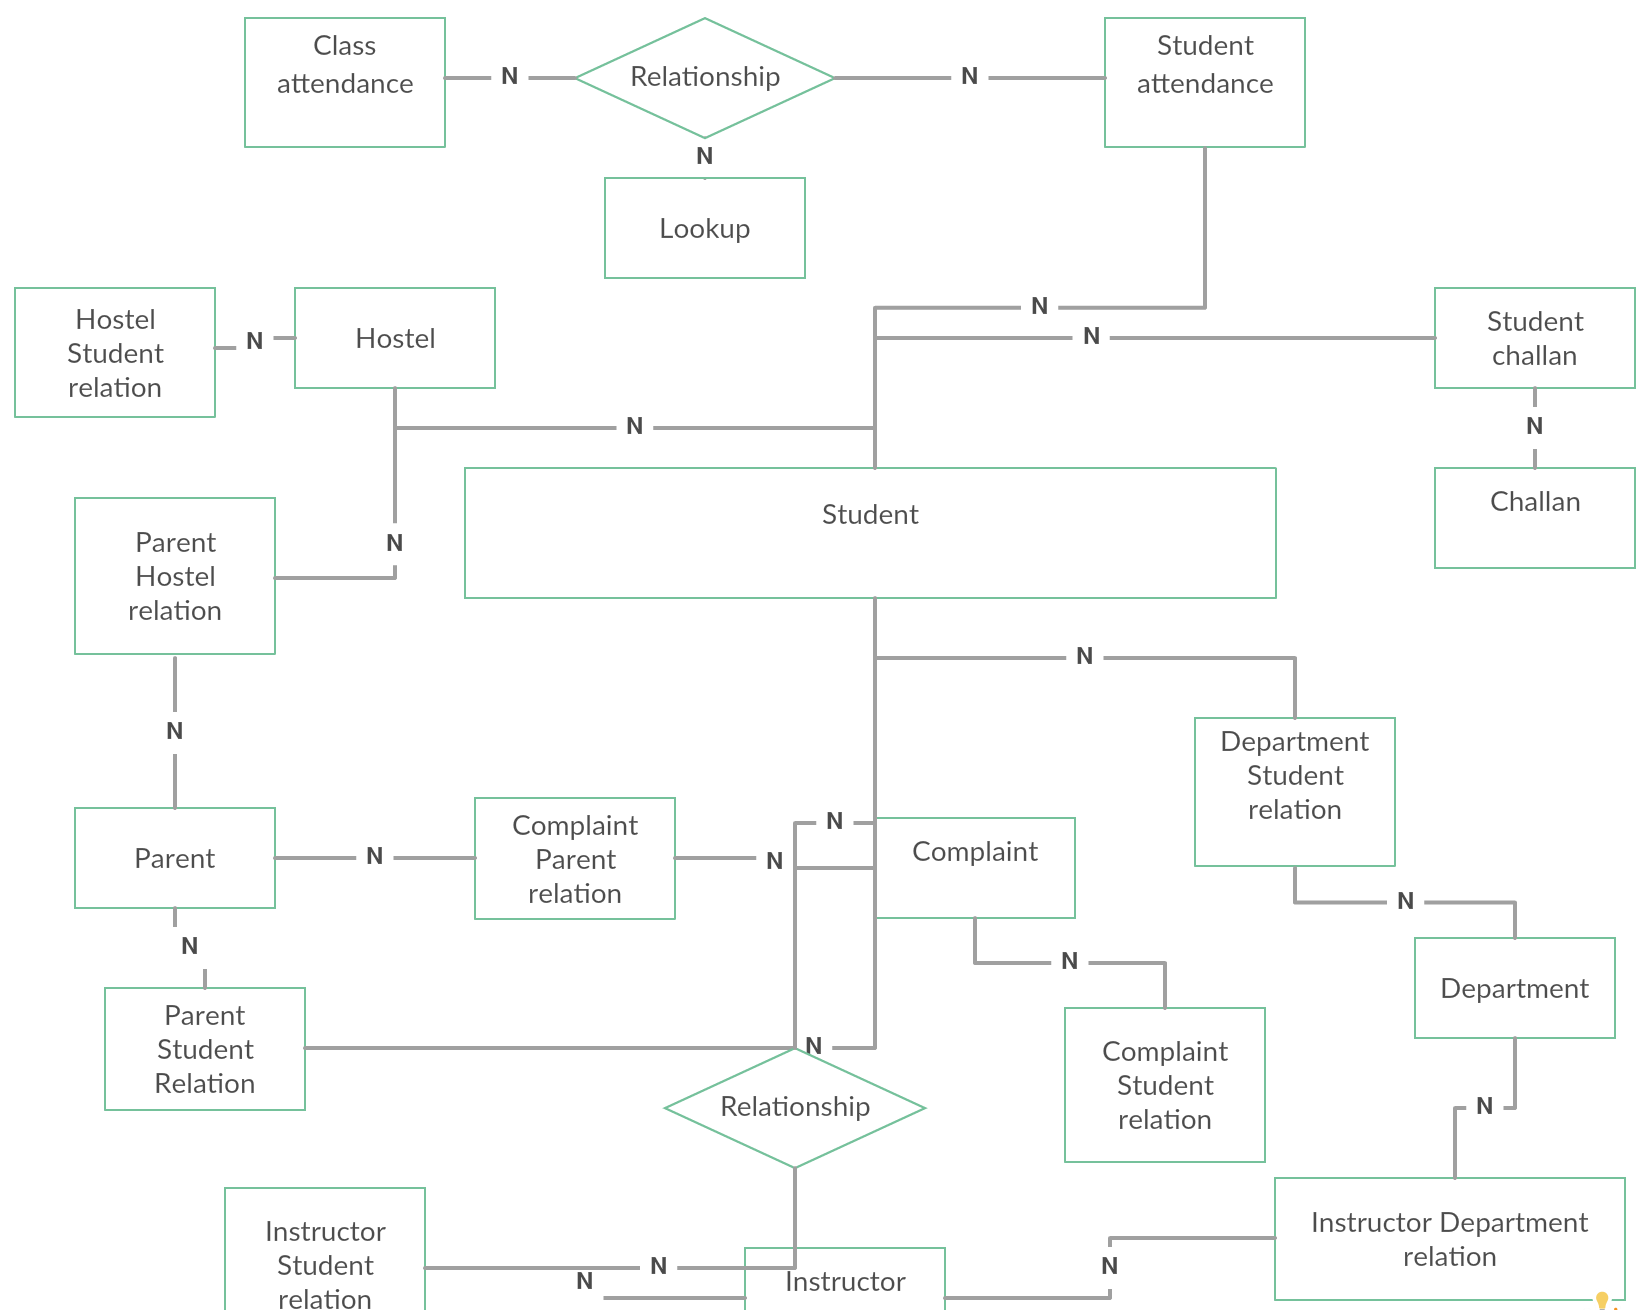 Class
attendance
N
Relationship
N
Student
attendance
N
Lookup
N
Hostel
Student
relation
N
Hostel
N
Student
challan
N
N
Challan
Student
Parent
Hostel
relation
N
N
N
Department
Student
relation
Parent
N
Complaint
Parent
relation
N
N
Complaint
N
N
Department
N
Parent
Student
Relation
N
Relationship
Complaint
Student
relation
N
Instructor
Student
relation
N
N
Instructor
N
Instructor Department
relation